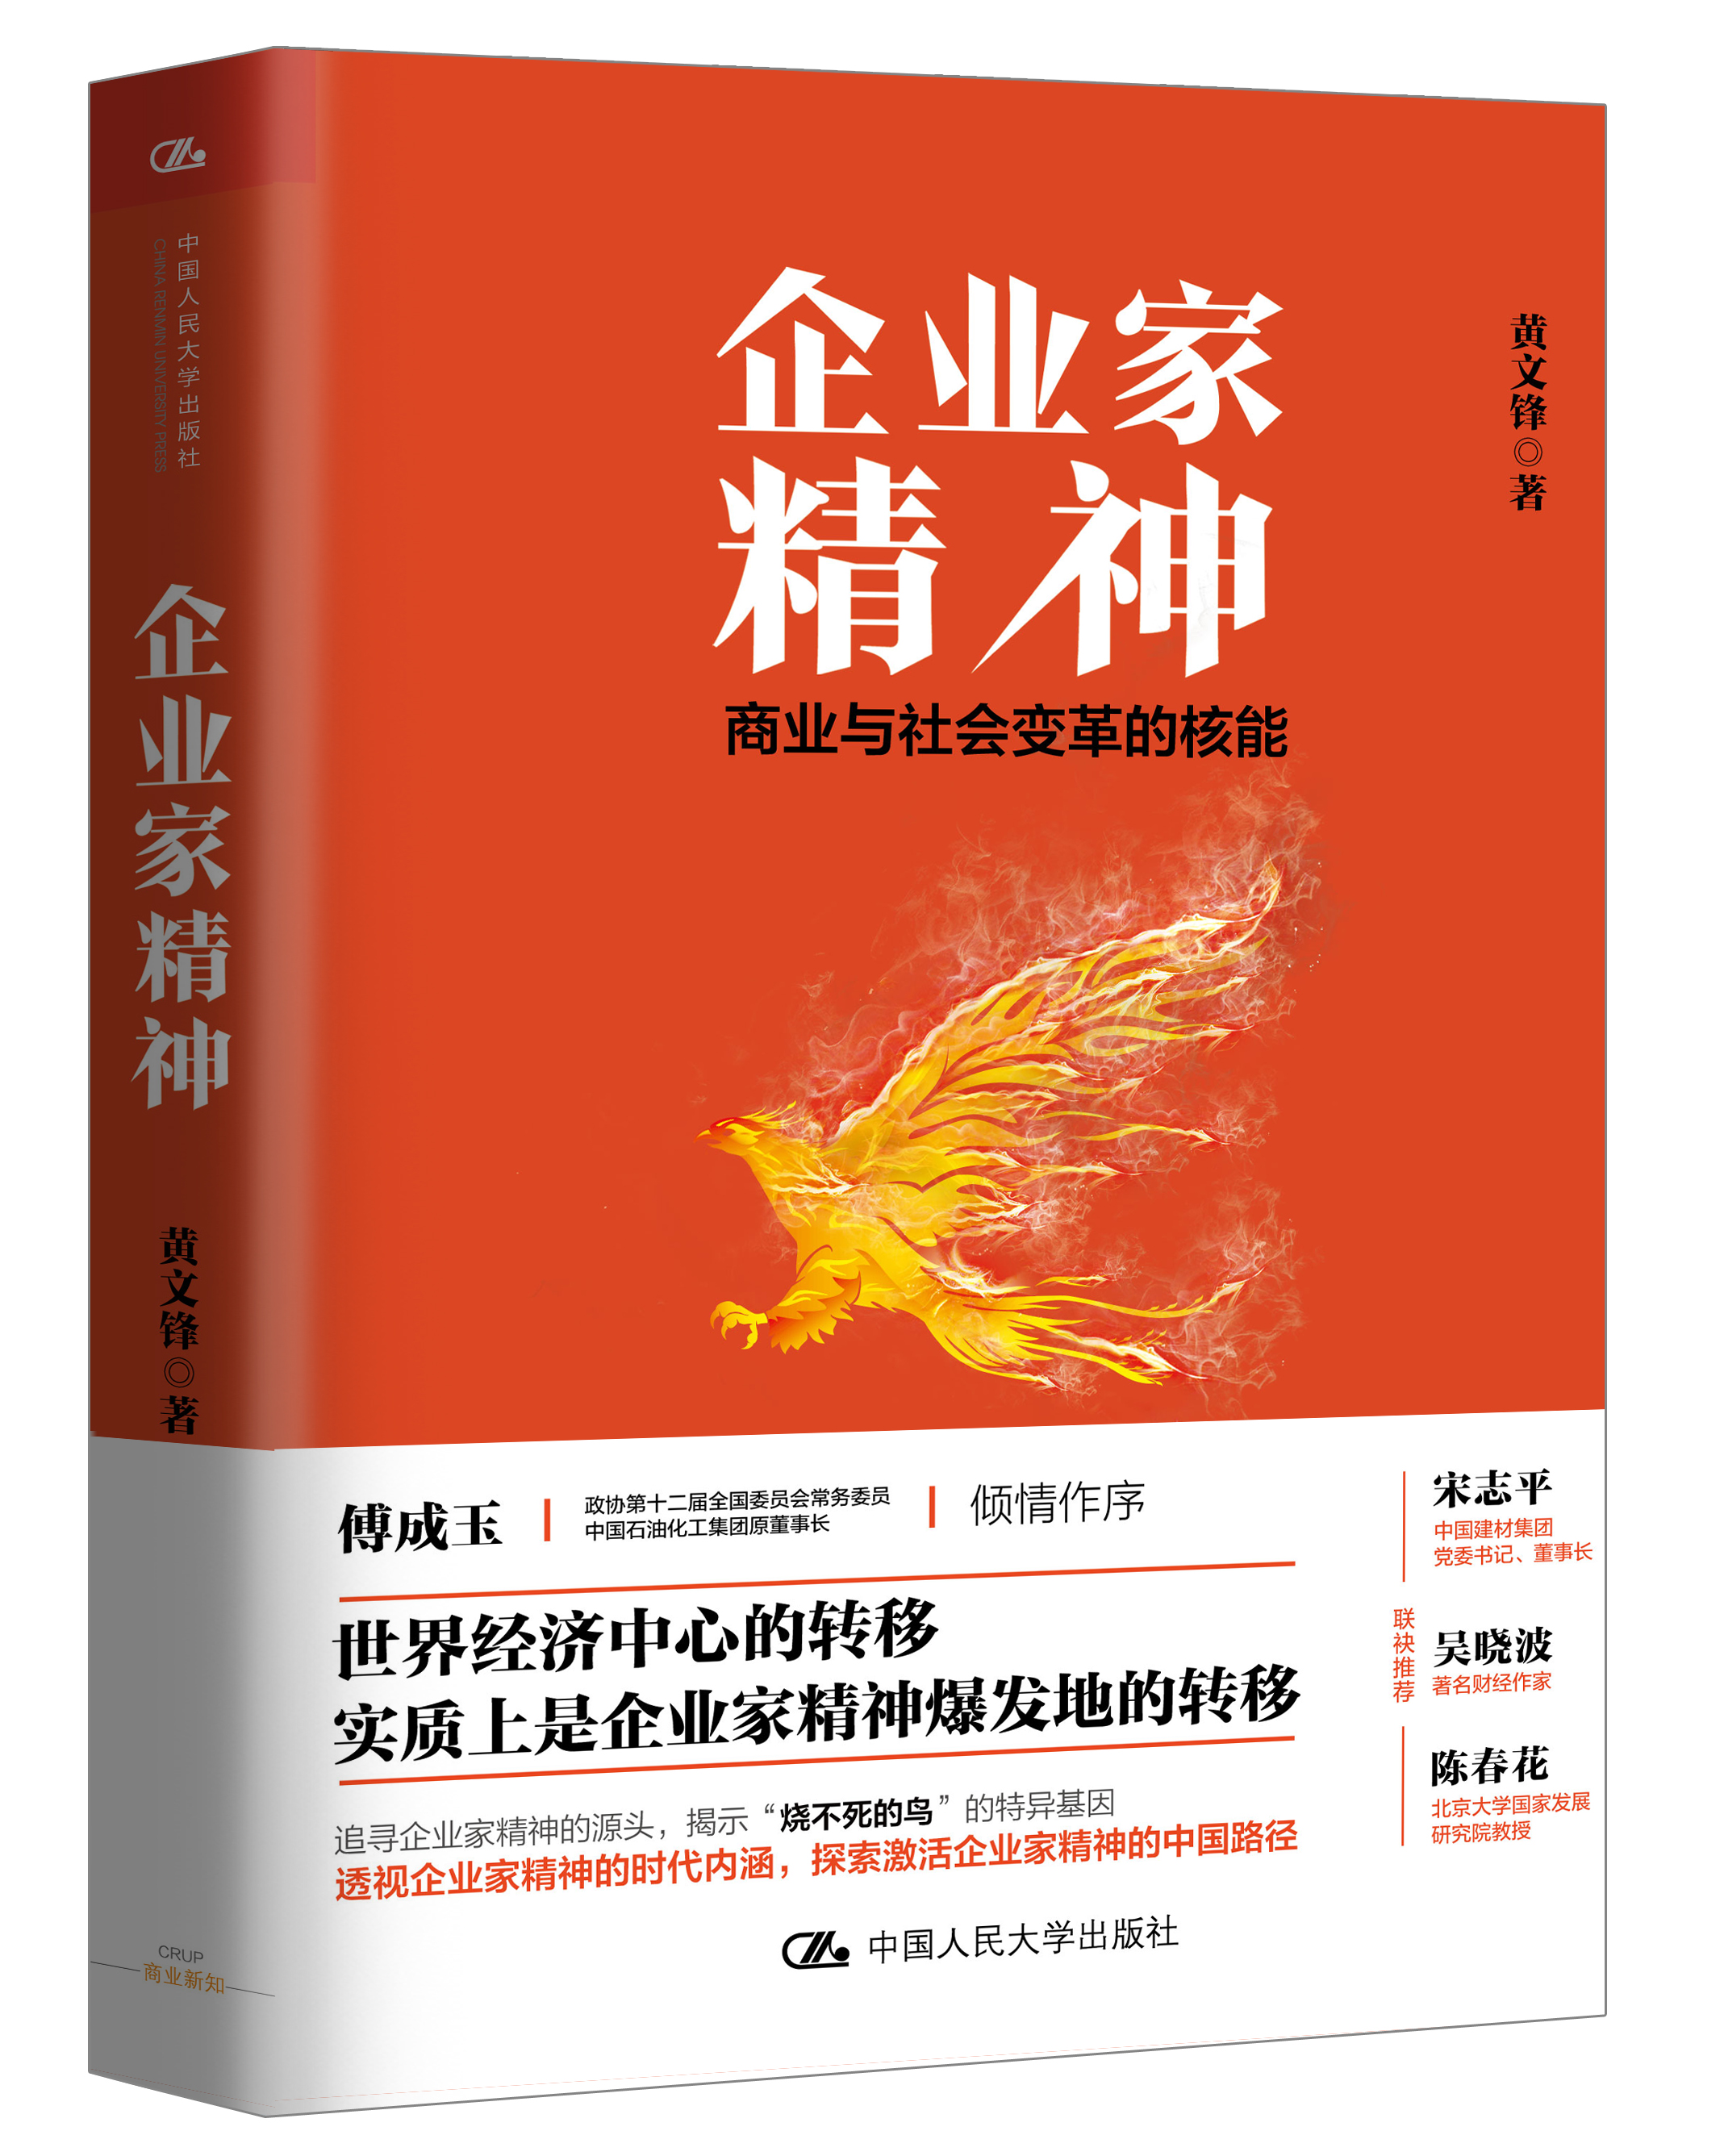 中国人民大学出版社
CHINA RENMIN UNIVERSITY PRESS
企业家精神
黄文锋◎著
CRUP
商业新知
企业家
精神
商业与社会变革的核能
黄文锋◎著
傅成玉
政协第十二届全国委员会常务委员
中国石油化工集团原董事长
倾情作序
世界经济中心的转移
实质上是企业家精神爆发地的转移
追寻企业家精神的源头，揭示“烧不死的鸟”的特异基因
透视企业家精神的时代内涵，探索激活企业家精神的中国路径
中国人民大学出版社
联袂推荐
宋志平
中国建材集团
党委书记、董事长
吴晓波
著名财经作家
陈春花
北京大学国家发展
研究院教授